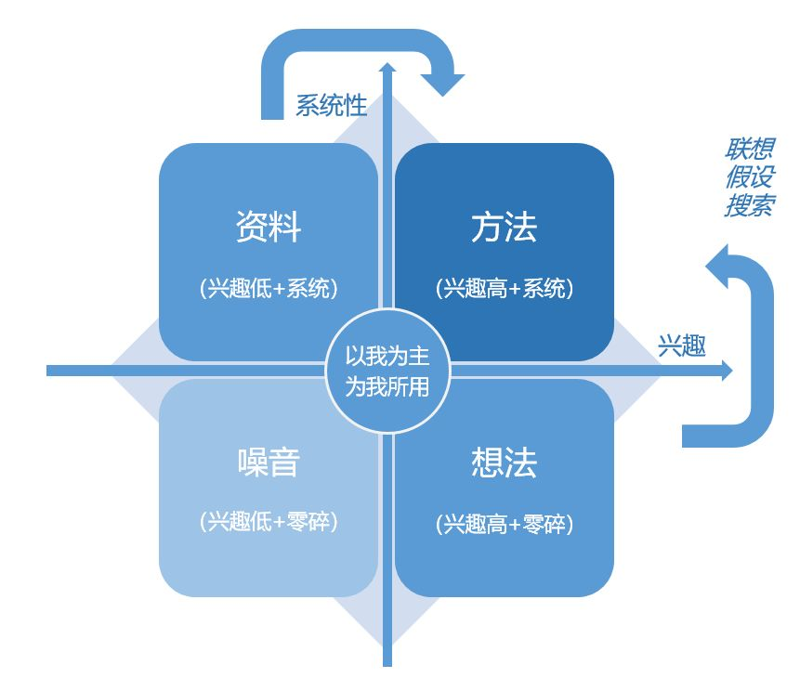 系统性
联想
假设
搜索
资料
方法
(兴趣低+系统)
(兴趣高+系统)
兴趣
以我为主
为我所用
噪音
想法
(兴趣低+零碎)
(兴趣高+零碎)